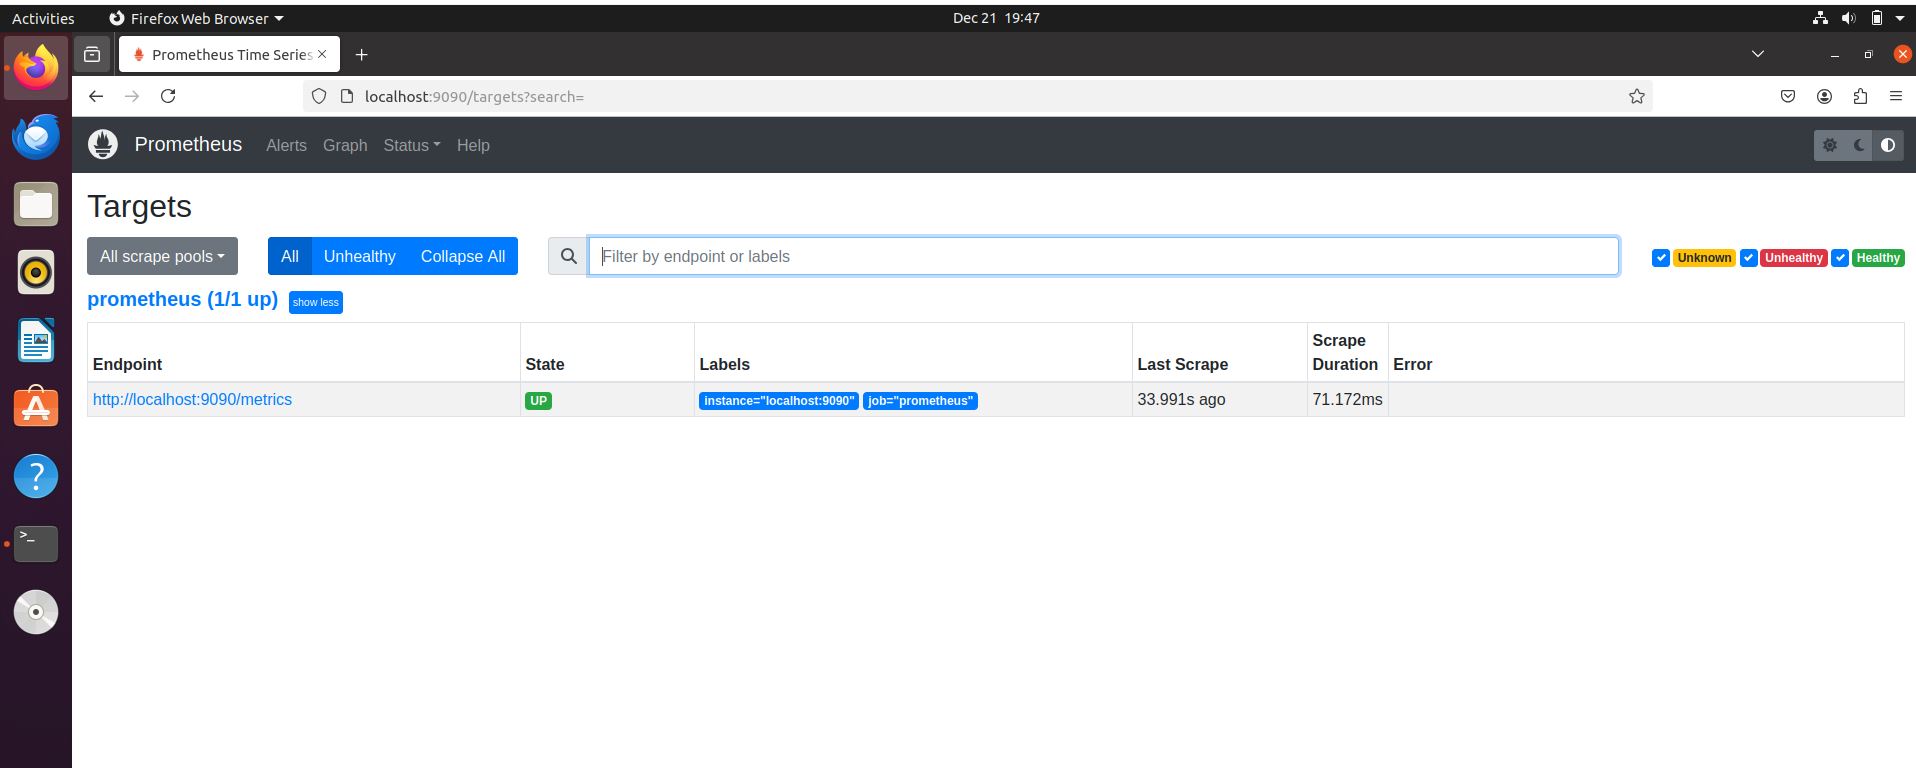 Activities Firefox Web Browser Dec 21 19:47
Prometheus Time Series
localhost:9090/targets?search=
Prometheus Alerts Graph Status Help
Targets
All scrape pools All Unhealthy Collapse All Filter by endpoint or labels Unknown Unhealthy Healthy
prometheus (1/1 up) show less
Endpoint State Labels Last Scrape Scrape Duration Error
http://localhost:9090/metrics UP instance="localhost:9090" job="prometheus" 33.991s ago 71.172ms